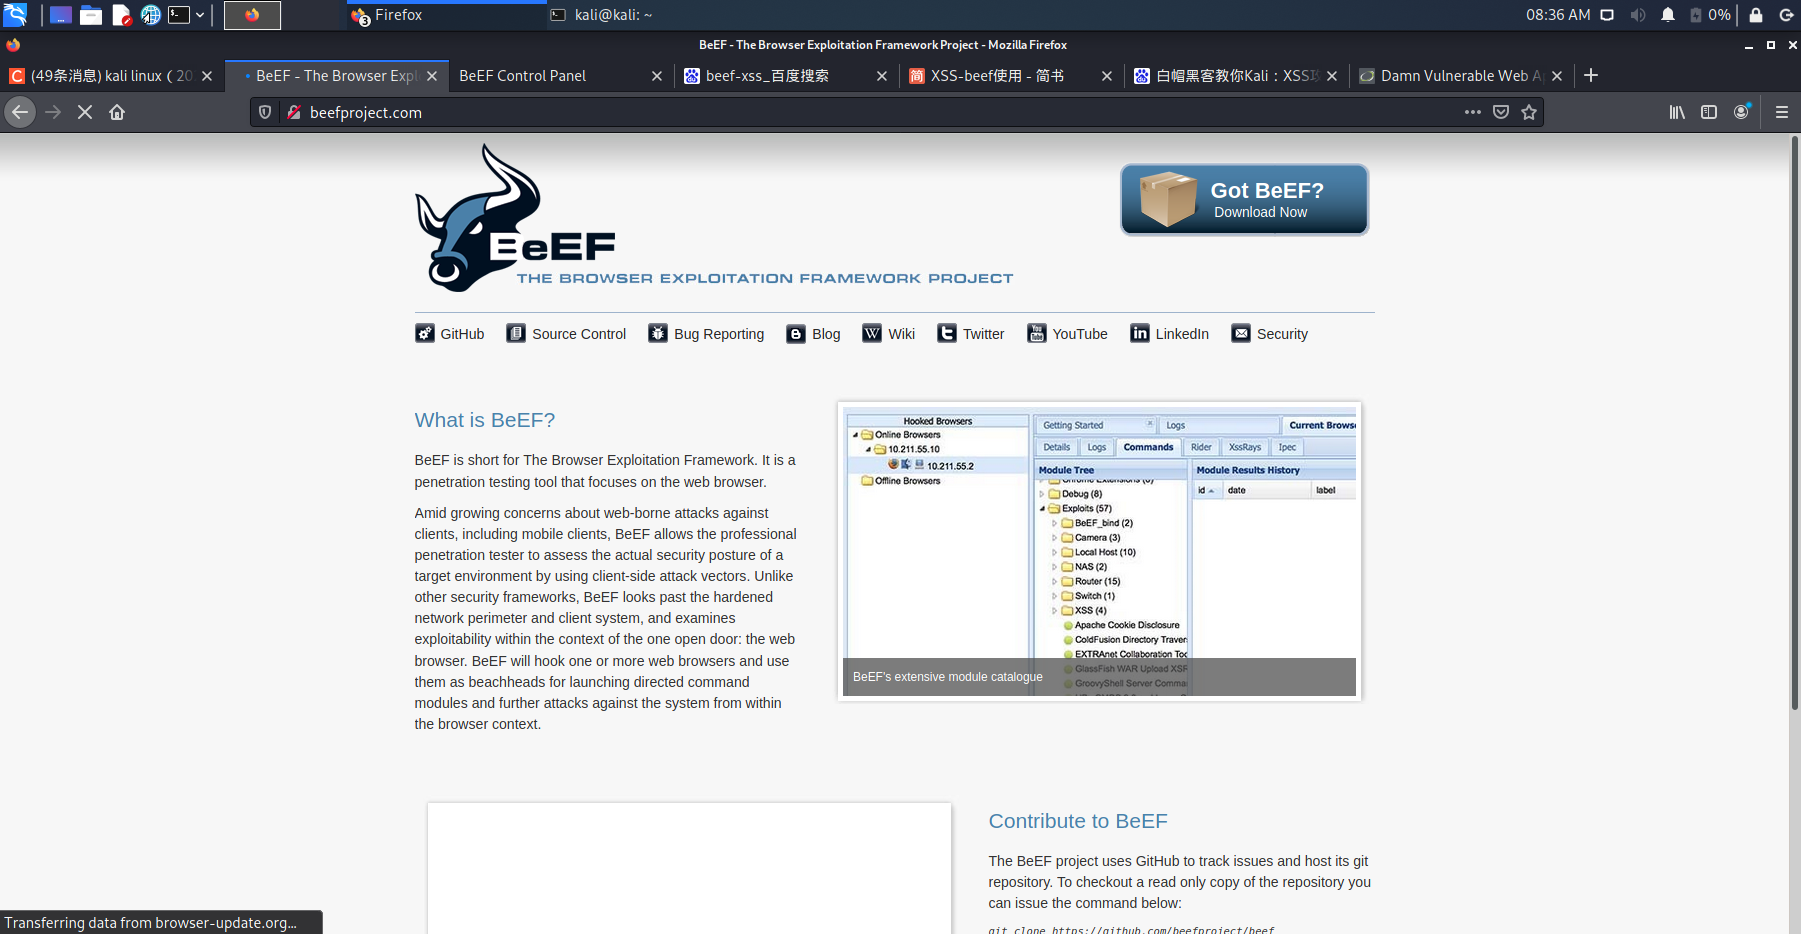 Firefox
3
kali@kali: ~
08:36 AM
0%
BeEF - The Browser Exploitation Framework Project - Mozilla Firefox
(49条消息) kali linux ( 20
BeEF - The Browser Expl
BeEF Control Panel
beef-xss_百度搜索
XSS-beef使用 - 简书
白帽黑客教你Kali：XSS攻
Damn Vulnerable Web A
beefproject.com
BeEF
THE BROWSER EXPLOITATION FRAMEWORK PROJECT
Got BeEF?
Download Now
GitHub
Source Control
Bug Reporting
Blog
Wiki
Twitter
YouTube
LinkedIn
Security
What is BeEF?
BeEF is short for The Browser Exploitation Framework. It is a
penetration testing tool that focuses on the web browser.
Amid growing concerns about web-borne attacks against
clients, including mobile clients, BeEF allows the professional
penetration tester to assess the actual security posture of a
target environment by using client-side attack vectors. Unlike
other security frameworks, BeEF looks past the hardened
network perimeter and client system, and examines
exploitability within the context of the one open door: the web
browser. BeEF will hook one or more web browsers and use
them as beachheads for launching directed command
modules and further attacks against the system from within
the browser context.
Hooked Browsers
Online Browsers
10.211.55.10
10.211.55.2
Offline Browsers
Getting Started
Logs
Current Browse
Details
Logs
Commands
Rider
XssRays
Ipec
Module Tree
Module Results History
id
date
label
Chrome Extensions (6)
Debug (8)
Exploits (57)
BeEF_bind (2)
Camera (3)
Local Host (10)
NAS (2)
Router (15)
Switch (1)
XSS (4)
Apache Cookie Disclosure
ColdFusion Directory Traver
EXTRAnet Collaboration Too
GlassFish WAR Upload XSF
GroovyShell Server Comma
BeEF's extensive module catalogue
Contribute to BeEF
The BeEF project uses GitHub to track issues and host its git
repository. To checkout a read only copy of the repository you
can issue the command below:
git clone https://github.com/beefproject/beef
Transferring data from browser-update.org...